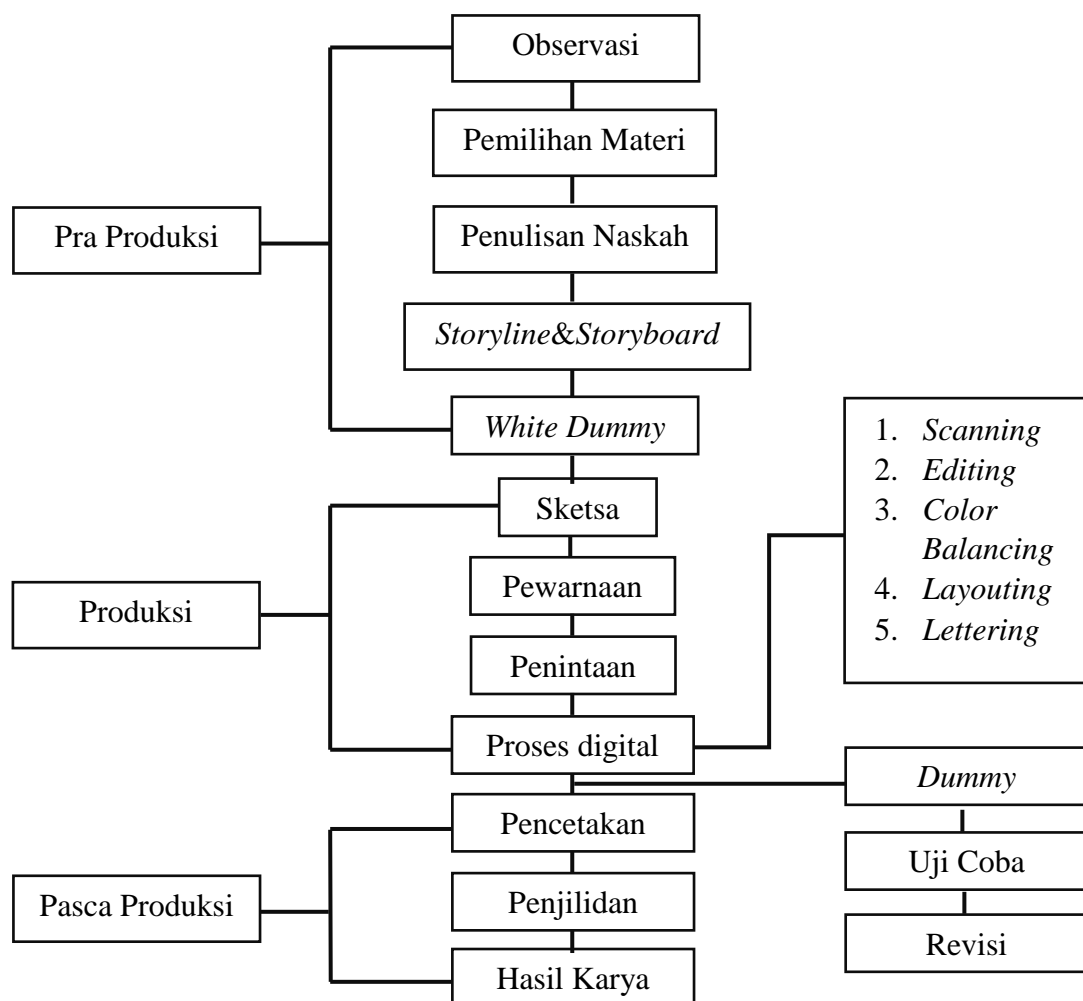 Observasi
Pemilihan Materi
Pra Produksi
Penulisan Naskah
Storyline&Storyboard
White Dummy
Sketsa
Produksi
Pewarnaan
Penintaan
Proses digital
1. Scanning
2. Editing
3. Color
Balancing
4. Layouting
5. Lettering
Dummy
Uji Coba
Revisi
Pencetakan
Pasca Produksi
Penjilidan
Hasil Karya